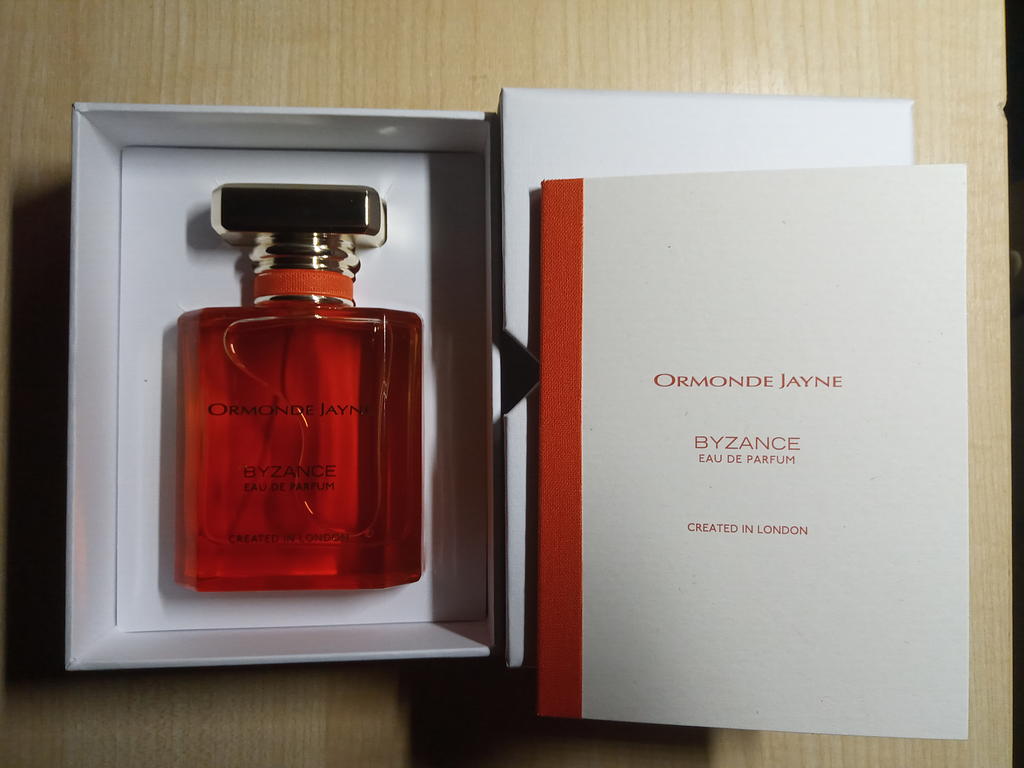 ORMONDE JAYNE
BYZANCE
EAU DE PARFUM
CREATED IN LONDON
ORMONDE JAYNE
BYZANCE
EAU DE PARFUM
CREATED IN LONDON